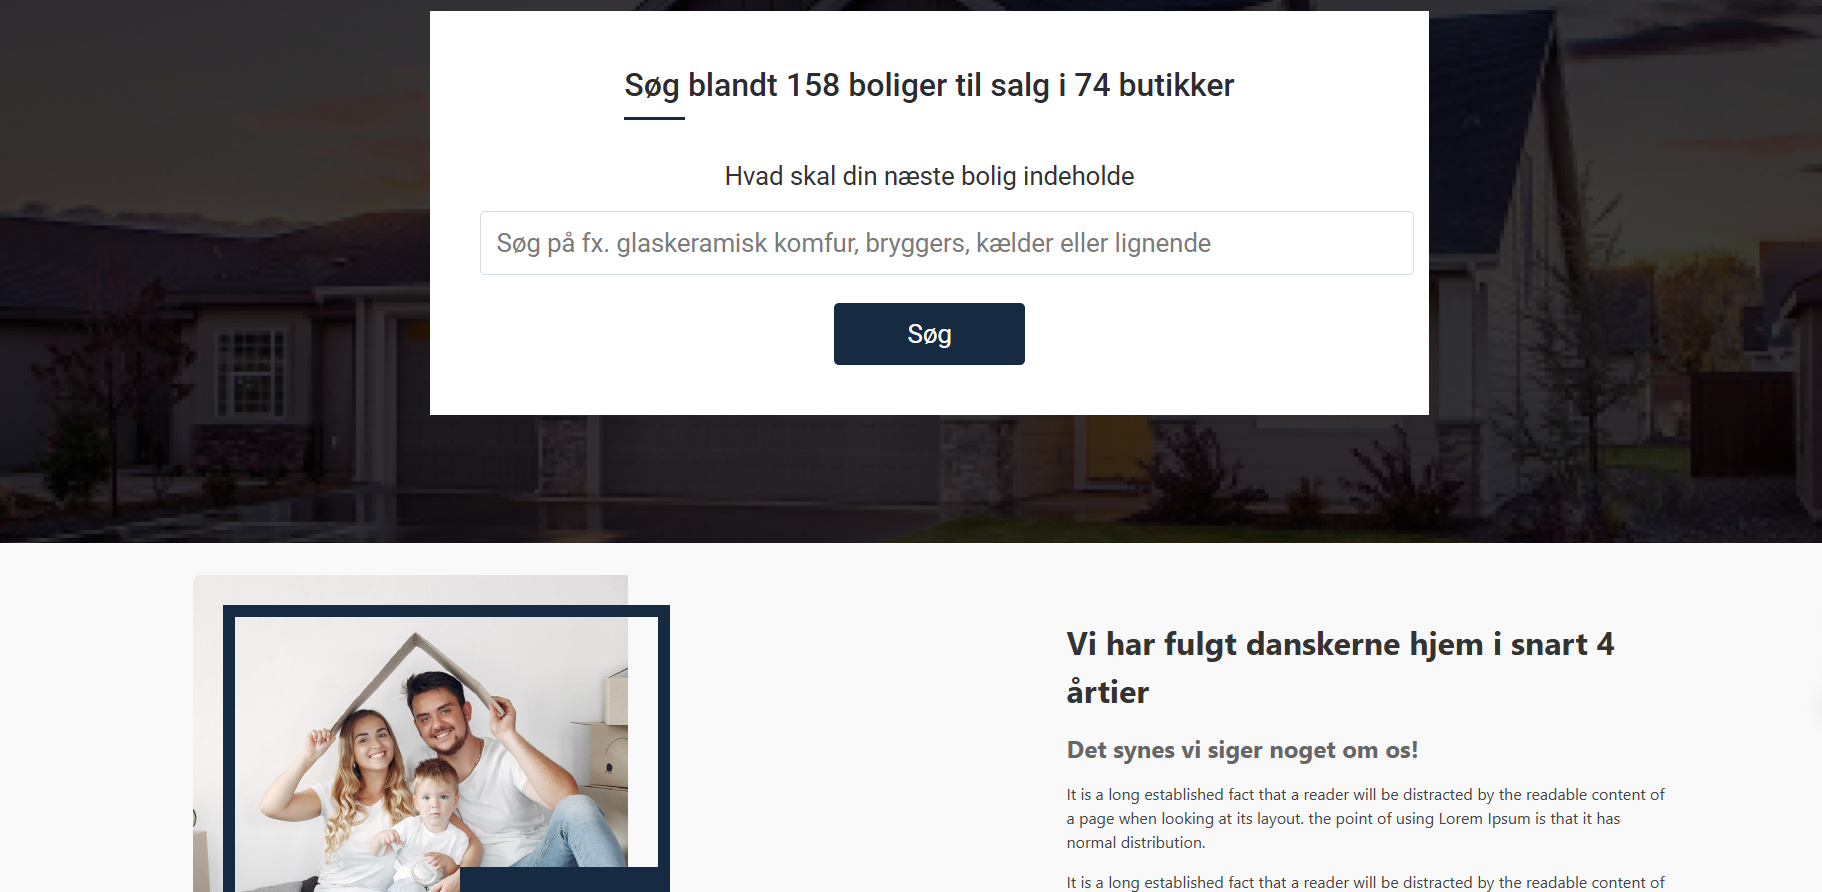 Søg blandt 158 boliger til salg i 74 butikker
Hvad skal din næste bolig indeholde
Søg på fx. glaskeramisk komfur, bryggers, kælder eller lignende
Søg
Vi har fulgt danskerne hjem i snart 4
årtier
Det synes vi siger noget om os!
It is a long established fact that a reader will be distracted by the readable content of
a page when looking at its layout. the point of using Lorem Ipsum is that it has
normal distribution.
It is a long established fact that a reader will be distracted by the readable content of